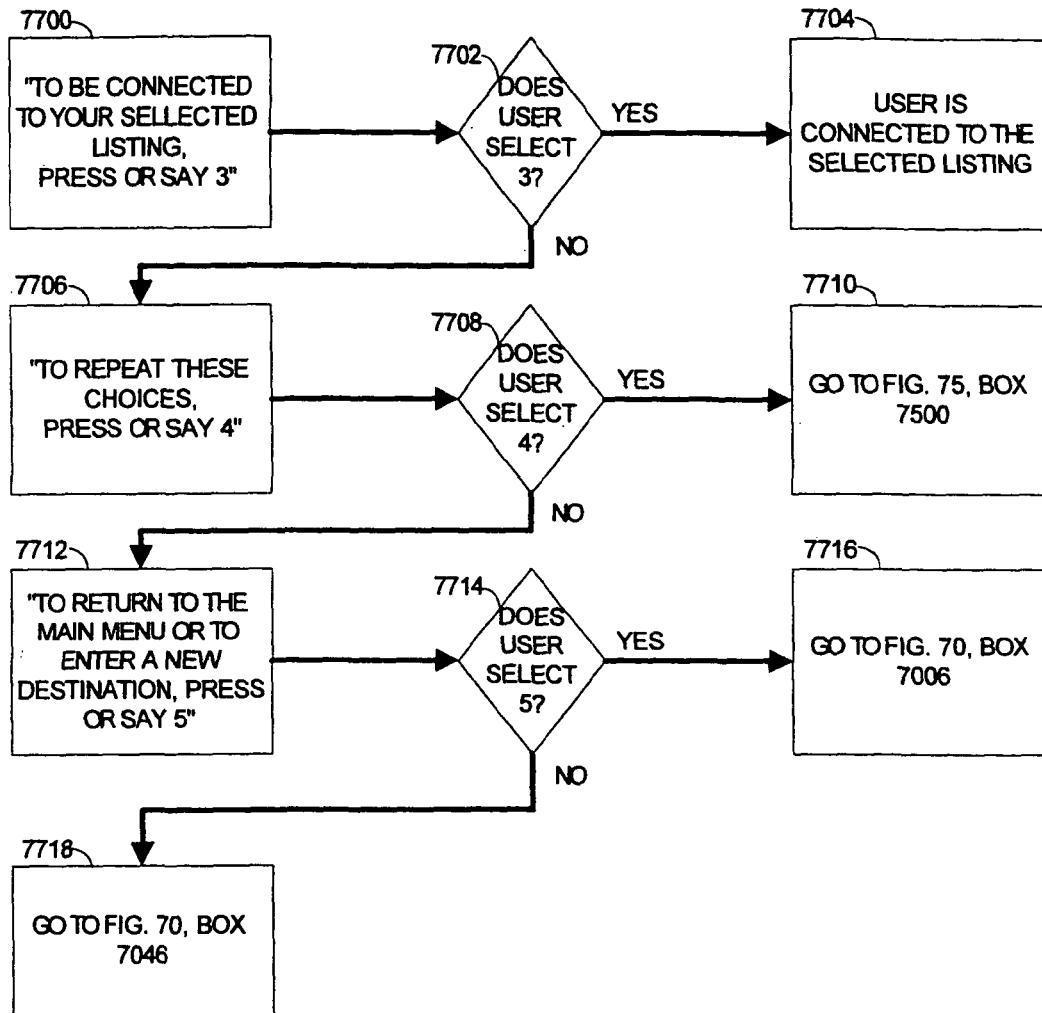 7700
"TO BE CONNECTED
TO YOUR SELLECTED
LISTING,
PRESS OR SAY 3"
7702
DOES
USER
SELECT
3?
YES
NO
7704
USER IS
CONNECTED TO THE
SELECTED LISTING
7706
"TO REPEAT THESE
CHOICES,
PRESS OR SAY 4"
7708
DOES
USER
SELECT
4?
YES
NO
7710
GO TO FIG. 75, BOX
7500
7712
"TO RETURN TO THE
MAIN MENU OR TO
ENTER A NEW
DESTINATION, PRESS
OR SAY 5"
7714
DOES
USER
SELECT
5?
YES
NO
7716
GO TO FIG. 70, BOX
7006
7718
GO TO FIG. 70, BOX
7046